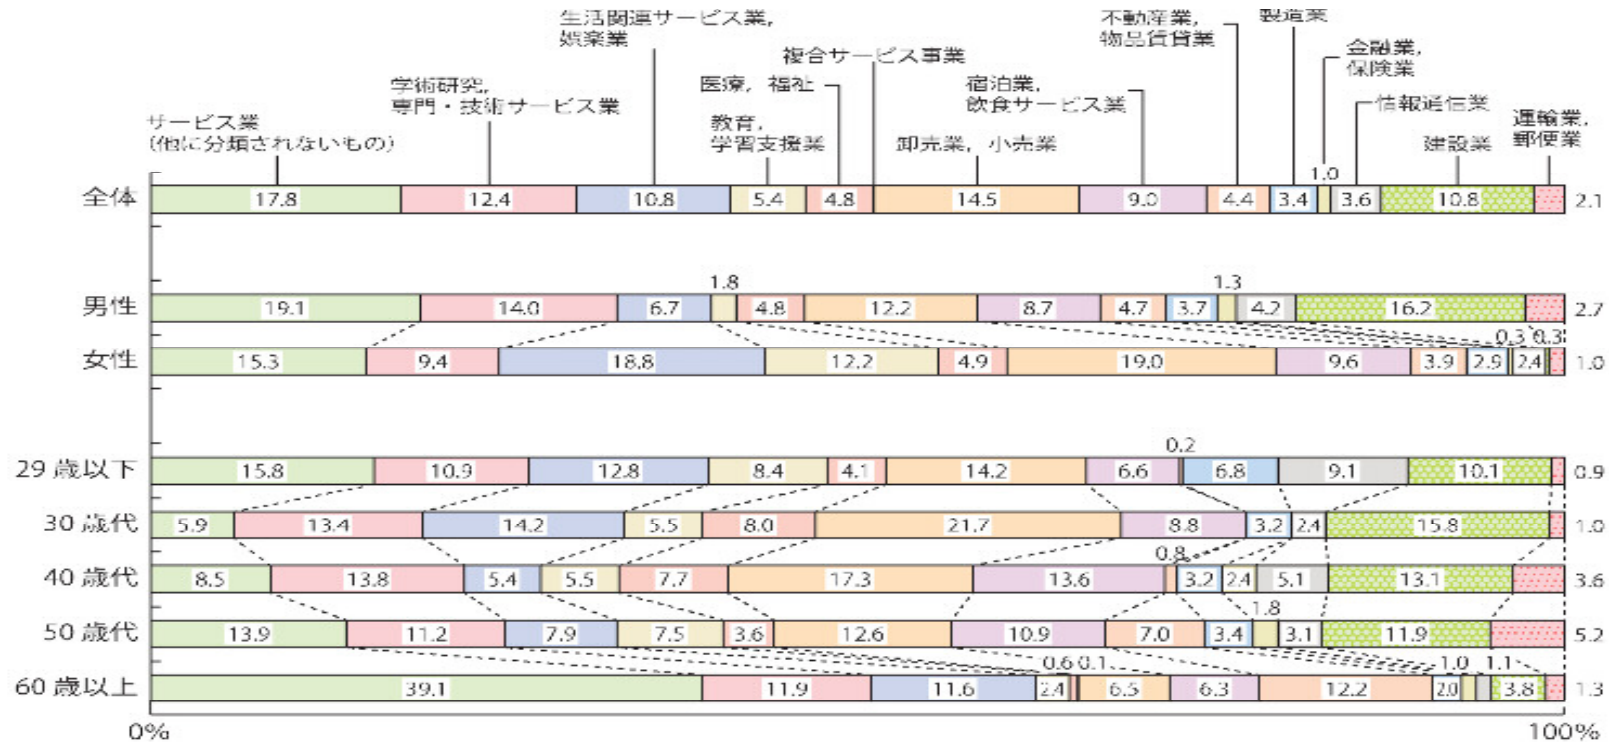 生活関連サービス業,
娯楽業
不動産業,
物品賃貸業
製造業
複合サービス事業
金融業,
保険業
学術研究,
専門・技術サービス業
医療, 福祉
宿泊業,
飲食サービス業
情報通信業
サービス業
(他に分類されないもの)
教育,
学習支援業
卸売業, 小売業
建設業
運輸業,
郵便業
1.0
全体 17.8 12.4 10.8 5.4 4.8 14.5 9.0 4.4 3.4 3.6 10.8 2.1
1.8 1.3
男性 19.1 14.0 6.7 4.8 12.2 8.7 4.7 3.7 4.2 16.2 2.7
0.3 0.3
女性 15.3 9.4 18.8 12.2 4.9 19.0 9.6 3.9 2.9 2.4 1.0
0.2
29 歳以下 15.8 10.9 12.8 8.4 4.1 14.2 6.6 6.8 9.1 10.1 0.9
30 歳代 5.9 13.4 14.2 5.5 8.0 21.7 8.8 3.2 2.4 15.8 1.0
0.8
40 歳代 8.5 13.8 5.4 5.5 7.7 17.3 13.6 3.2 2.4 5.1 13.1 3.6
1.8
50 歳代 13.9 11.2 7.9 7.5 3.6 12.6 10.9 7.0 3.4 3.1 11.9 5.2
0.6 0.1 1.0 1.1
60 歳以上 39.1 11.9 11.6 2.4 6.5 6.3 12.2 2.0 3.8 1.3
0% 100%